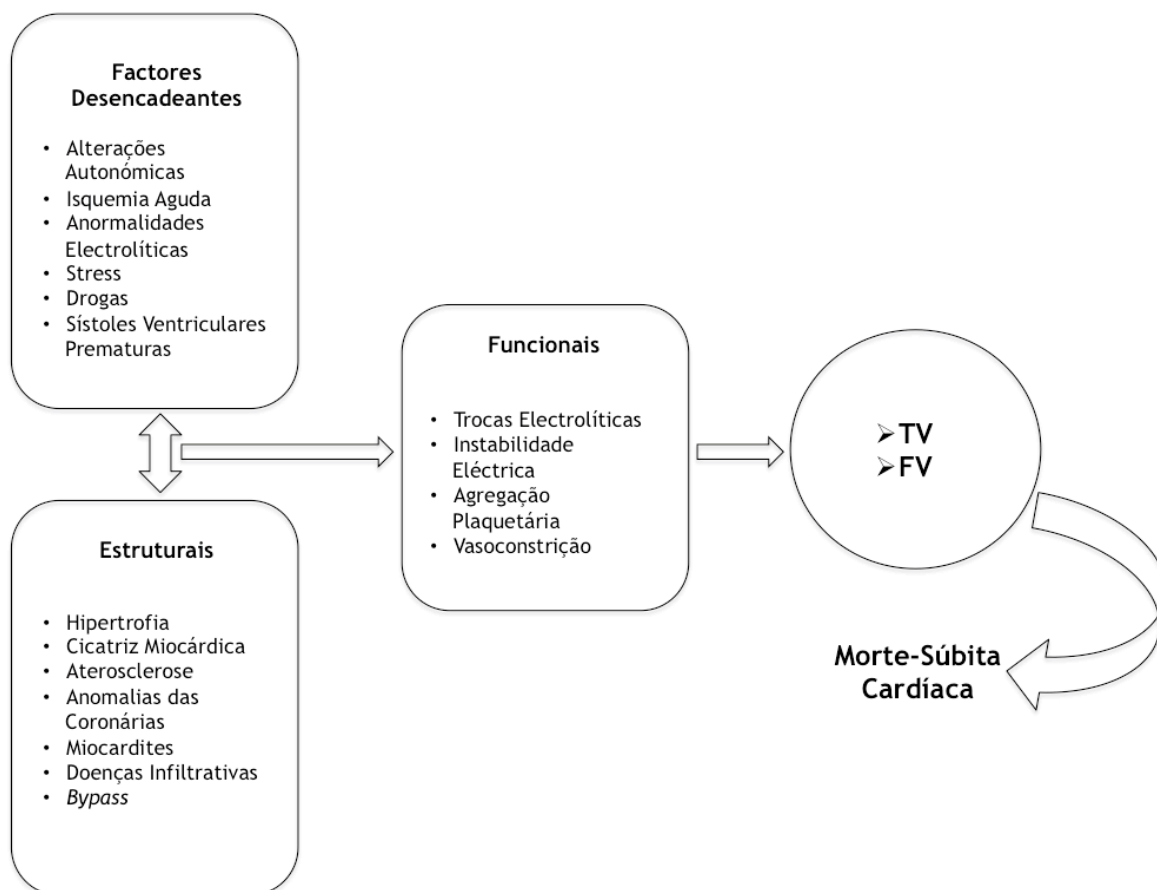 Factores
Desencadeantes
• Alterações
Autonómicas
• Isquemia Aguda
• Anormalidades
Electrolíticas
• Stress
• Drogas
• Sístoles Ventriculares
Prematuras
Estruturais
• Hipertrofia
• Cicatriz Miocárdica
• Aterosclerose
• Anomalias das
Coronárias
• Miocardites
• Doenças Infiltrativas
• Bypass
Funcionais
• Trocas Electrolíticas
• Instabilidade
Eléctrica
• Agregação
Plaquetária
• Vasoconstrição
➢ TV
➢ FV
Morte-Súbita
Cardíaca